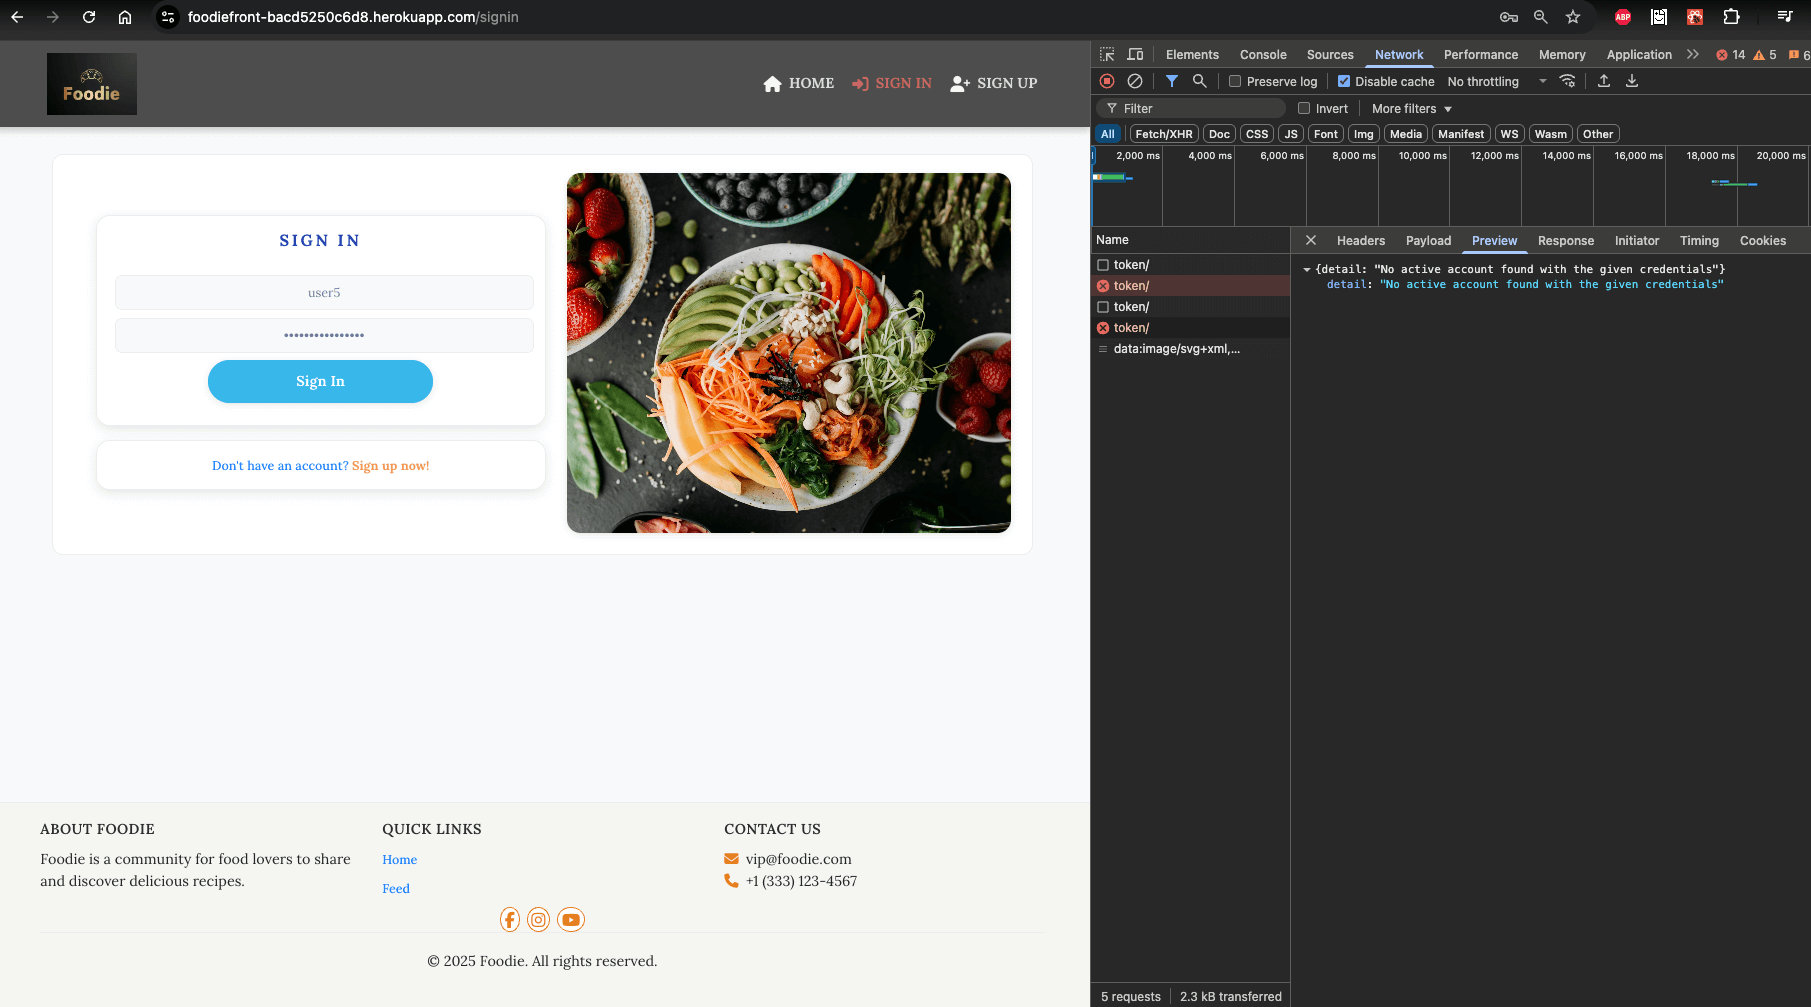 foodiefront-bacd5250c6d8.herokuapp.com/signin
Foodie
HOME
SIGN IN
SIGN UP
SIGN IN
user5
••••••••••••••••
Sign In
Don't have an account? Sign up now!
ABOUT FOODIE
Foodie is a community for food lovers to share
and discover delicious recipes.
QUICK LINKS
Home
Feed
CONTACT US
vip@foodie.com
+1 (333) 123-4567
© 2025 Foodie. All rights reserved.
ABP
Elements Console Sources Network Performance Memory Application 14 5 6
Preserve log Disable cache No throttling
Filter Invert More filters
All Fetch/XHR Doc CSS JS Font Img Media Manifest WS Wasm Other
2,000 ms 4,000 ms 6,000 ms 8,000 ms 10,000 ms 12,000 ms 14,000 ms 16,000 ms 18,000 ms 20,000 ms
Name
token/
token/
token/
token/
data:image/svg+xml,...
Headers Payload Preview Response Initiator Timing Cookies
{detail: "No active account found with the given credentials"}
detail: "No active account found with the given credentials"
5 requests 2.3 kB transferred